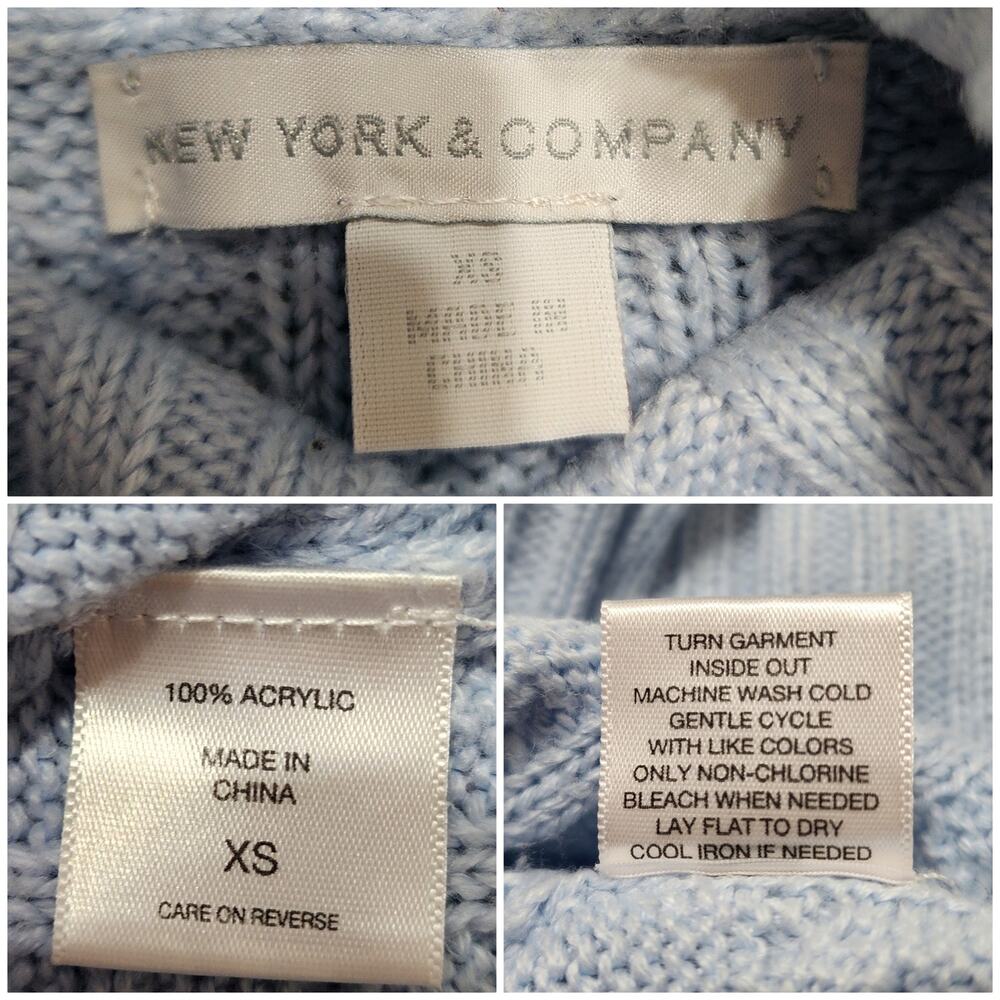 NEW YORK & COMPANY
XS
MADE IN
CHINA
100% ACRYLIC
MADE IN
CHINA
XS
CARE ON REVERSE
TURN GARMENT
INSIDE OUT
MACHINE WASH COLD
GENTLE CYCLE
WITH LIKE COLORS
ONLY NON-CHLORINE
BLEACH WHEN NEEDED
LAY FLAT TO DRY
COOL IRON IF NEEDED